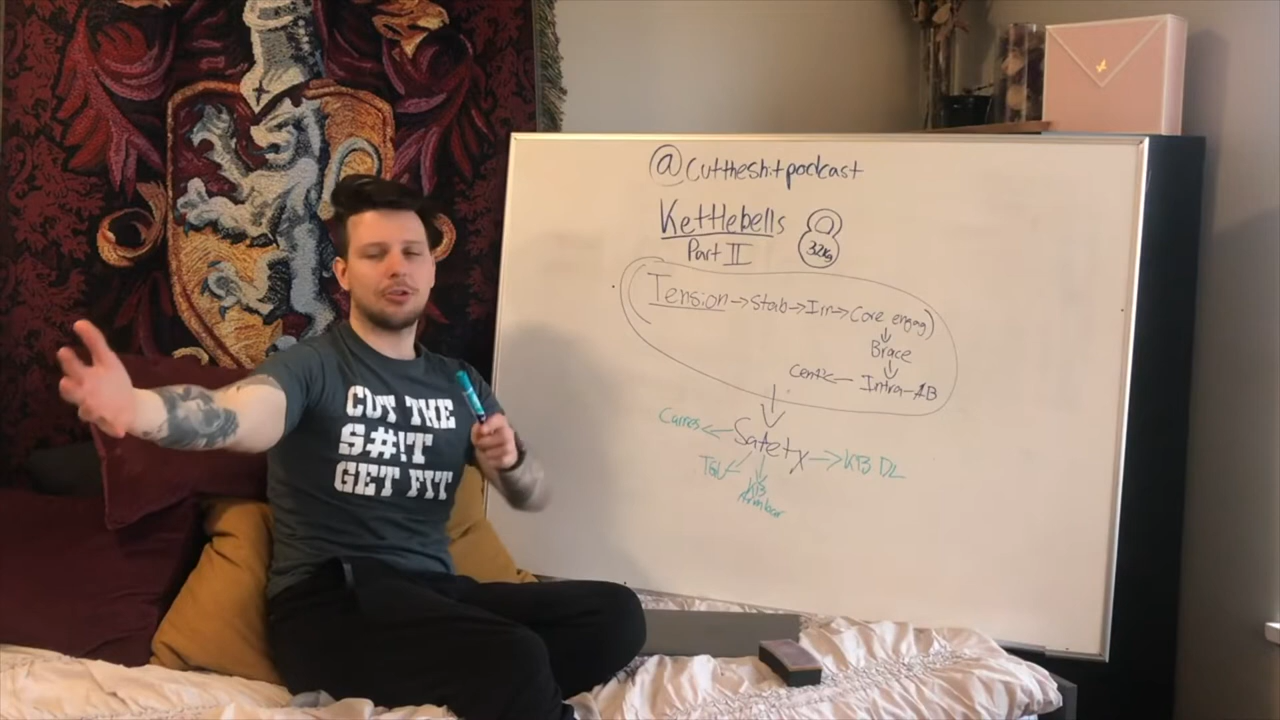 @cuttheshitpodcast
Kettlebells
Part II
32kg
Tension → Stab → Irr → Core engag)
Brace
Cent ← Intra-AB
Carries ← Safety → KB DL
TGU
KB
Armbar
CUT THE
S#!T
GET FIT